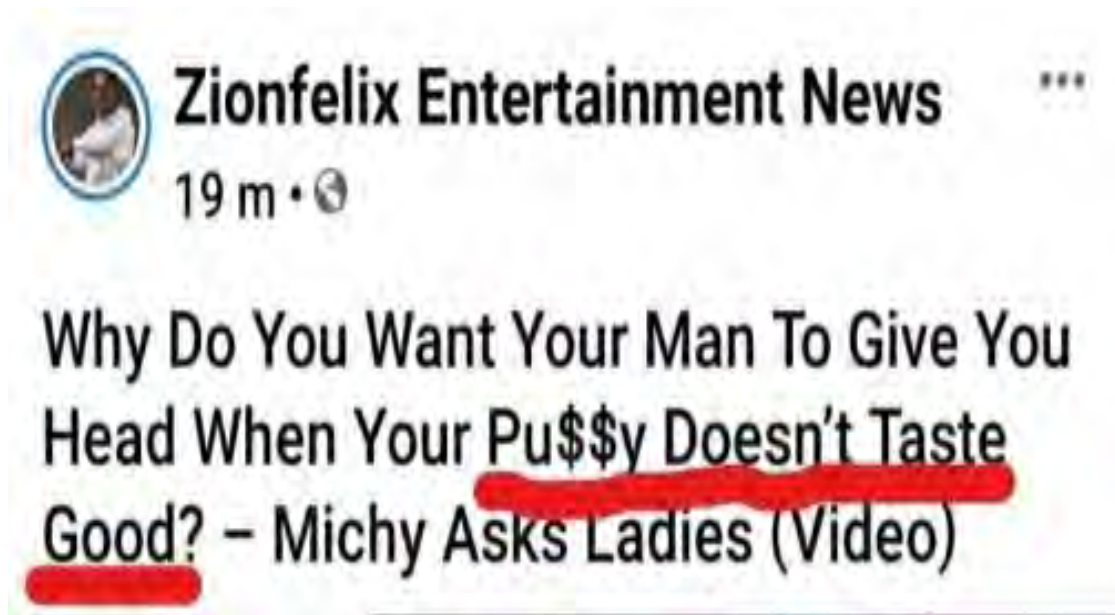 Zionfelix Entertainment News
19 m •
Why Do You Want Your Man To Give You
Head When Your Pu$$y Doesn't Taste
Good? – Michy Asks Ladies (Video)